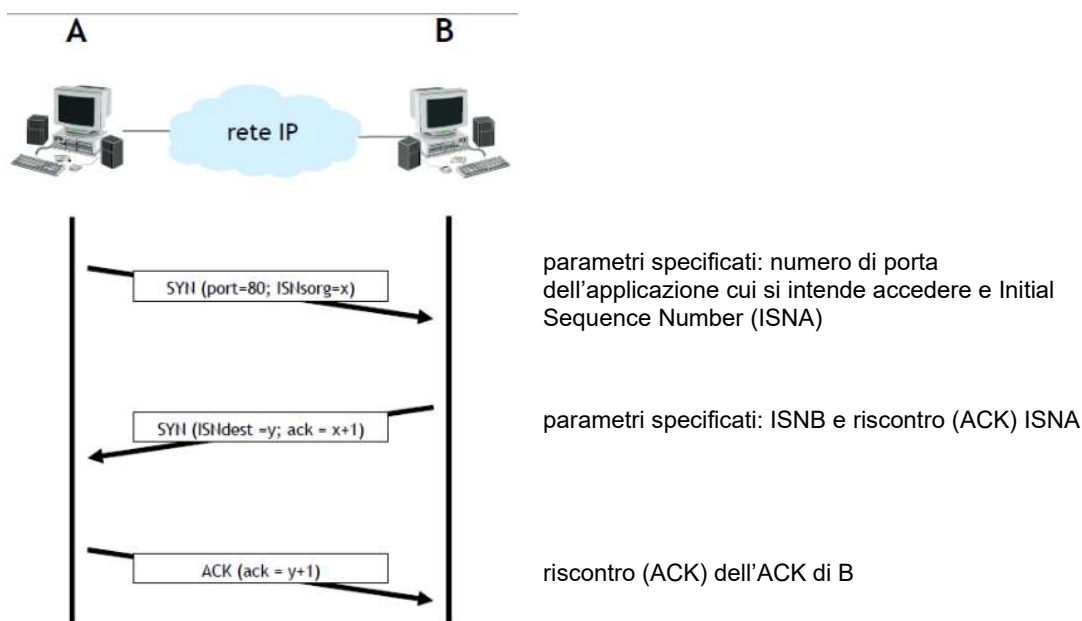 A
B
rete IP
SYN (port=80; ISNsorg=x)
parametri specificati: numero di porta
dell'applicazione cui si intende accedere e Initial
Sequence Number (ISNA)
SYN (ISNdest =y; ack = x+1)
parametri specificati: ISNB e riscontro (ACK) ISNA
ACK (ack = y+1)
riscontro (ACK) dell'ACK di B